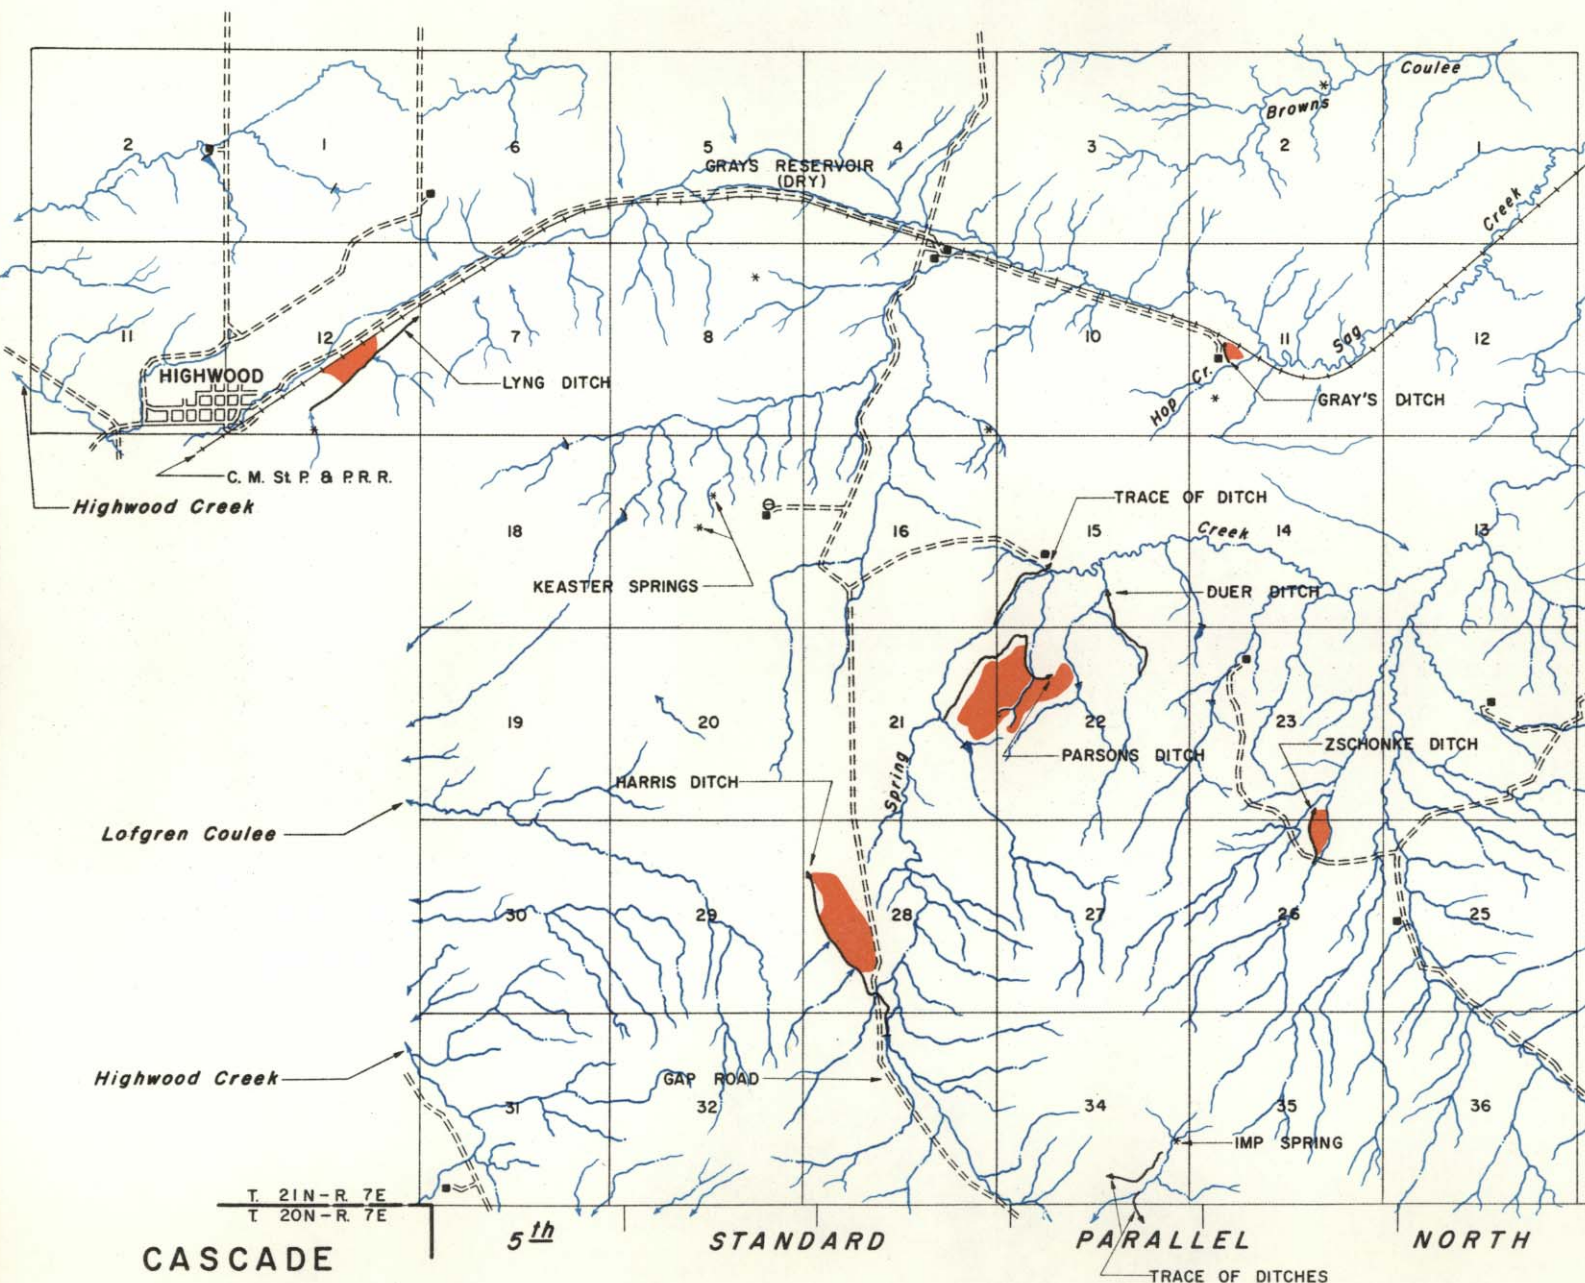 Coulee
Browns
2
1
6
5
4
3
2
1
GRAYS RESERVOIR
(DRY)
Creek
Sag
11
12
7
8
10
11
12
HIGHWOOD
LYNG DITCH
Hop Cr.
GRAY'S DITCH
C. M. St. P. & P. R. R.
Highwood Creek
TRACE OF DITCH
18
16
15
Creek
14
13
KEASTER SPRINGS
DUER DITCH
19
20
21
22
23
ZSCHONKE DITCH
PARSONS DITCH
HARRIS DITCH
Spring
Lofgren Coulee
30
29
28
27
26
25
Highwood Creek
GAP ROAD
31
32
34
35
36
IMP SPRING
T. 21N-R. 7E
T. 20N-R. 7E
5th STANDARD PARALLEL NORTH
CASCADE
TRACE OF DITCHES